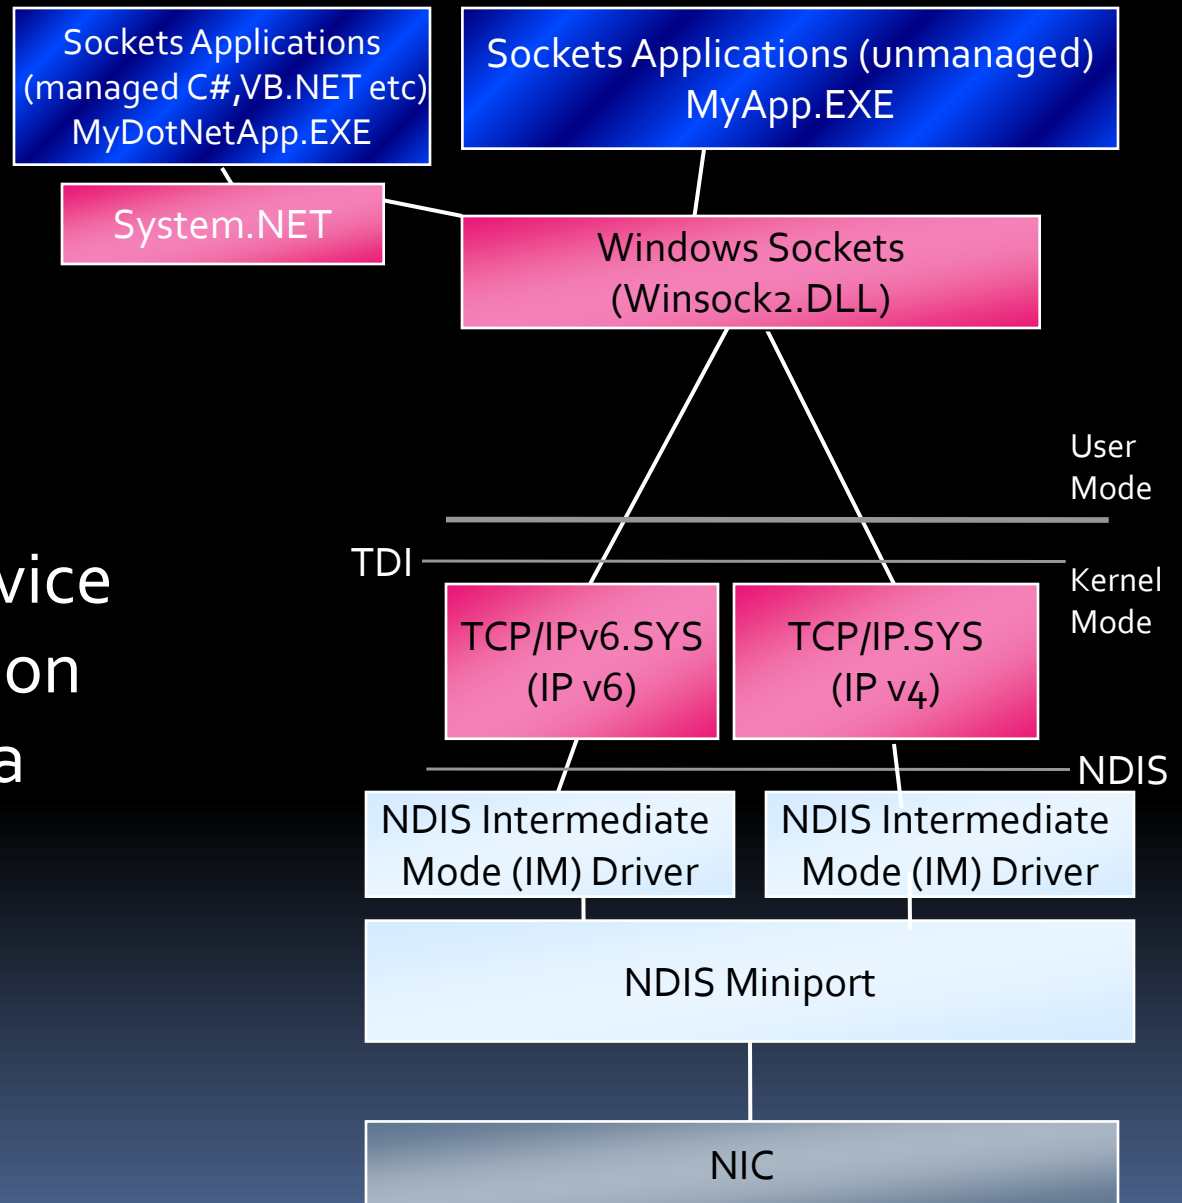 Sockets Applications
(managed C#,VB.NET etc)
MyDotNetApp.EXE
Sockets Applications (unmanaged)
MyApp.EXE
System.NET
Windows Sockets
(Winsock2.DLL)
User
Mode
TDI
Kernel
Mode
vice
on
a
TCP/IPv6.SYS
(IP v6)
TCP/IP.SYS
(IP v4)
NDIS
NDIS Intermediate
Mode (IM) Driver
NDIS Intermediate
Mode (IM) Driver
NDIS Miniport
NIC